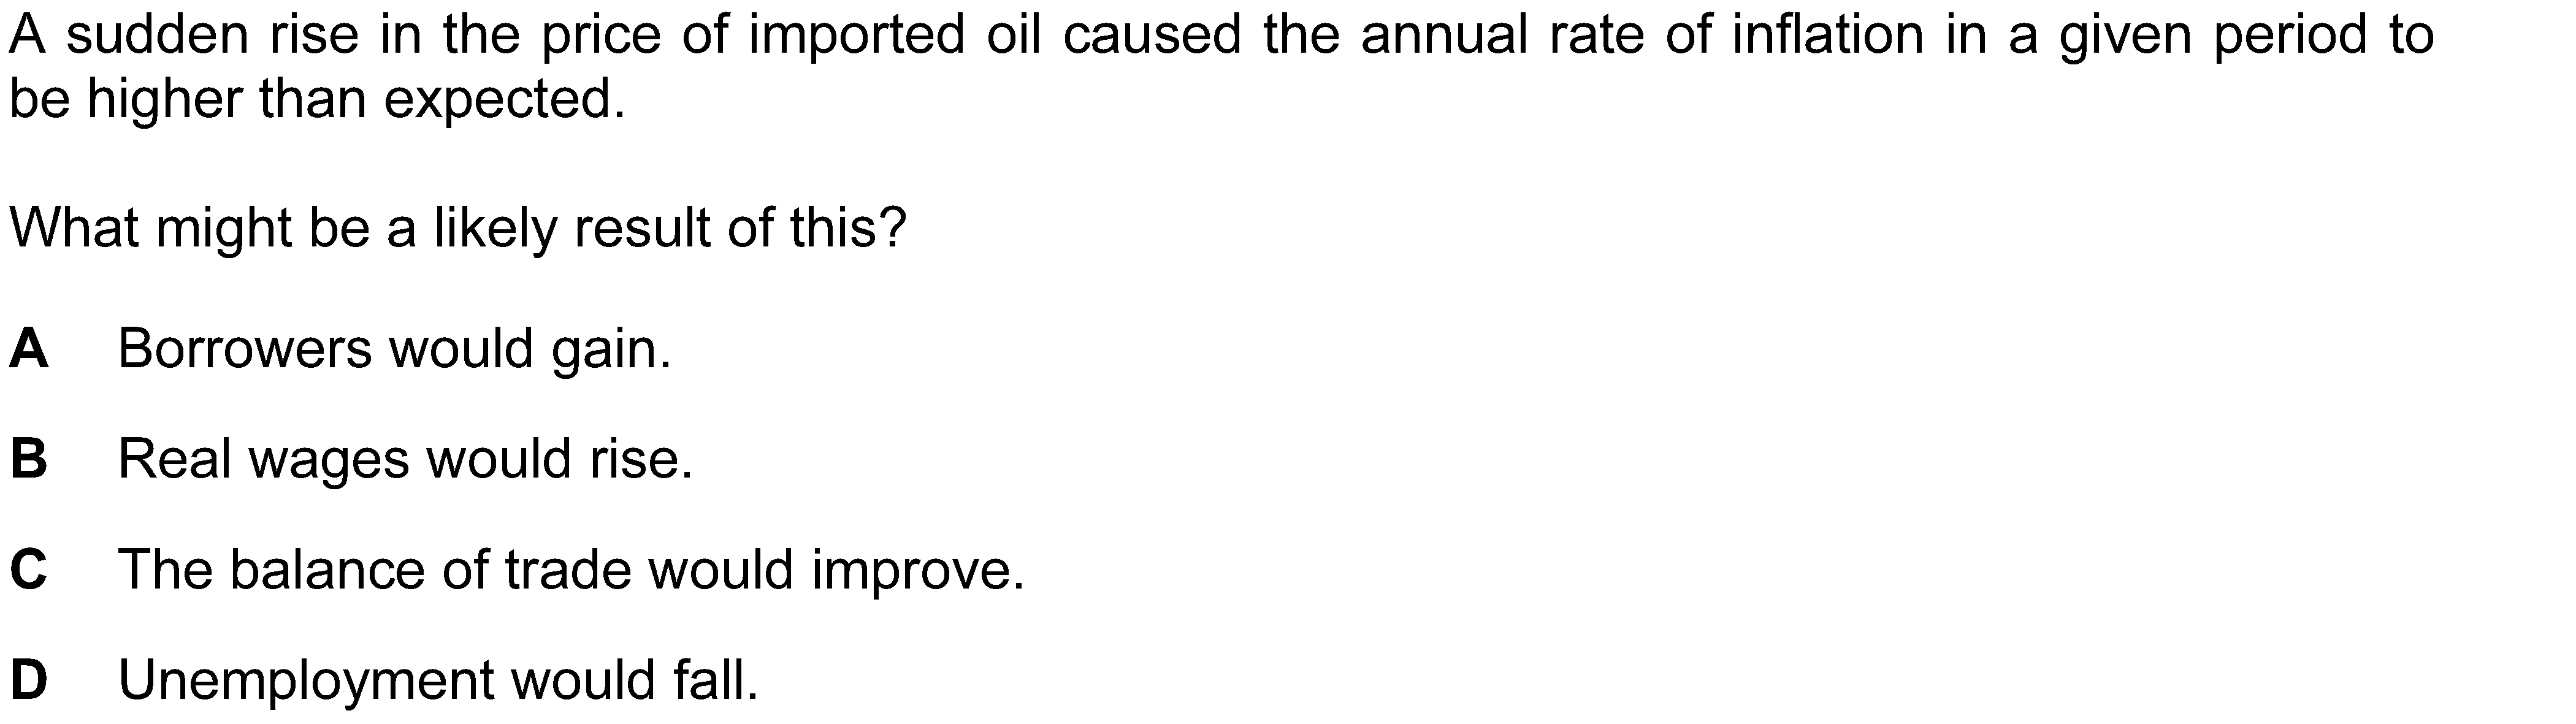 A sudden rise in the price of imported oil caused the annual rate of inflation in a given period to
be higher than expected.
What might be a likely result of this?
A Borrowers would gain.
B Real wages would rise.
C The balance of trade would improve.
D Unemployment would fall.